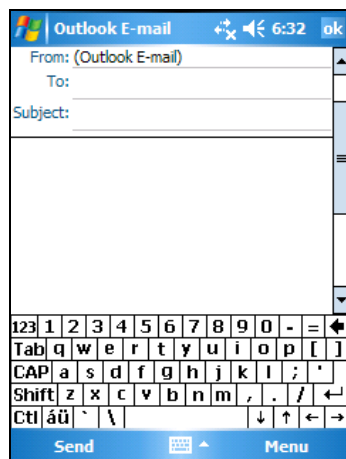 Outlook E-mail 6:32 ok
From: (Outlook E-mail)
To:
Subject:
123 1 2 3 4 5 6 7 8 9 0 - =
Tab q w e r t y u i o p [ ]
CAP a s d f g h j k l ; '
Shift z x c v b n m , . /
Ctl áü ` \ ↓ ↑ ← →
Send Menu